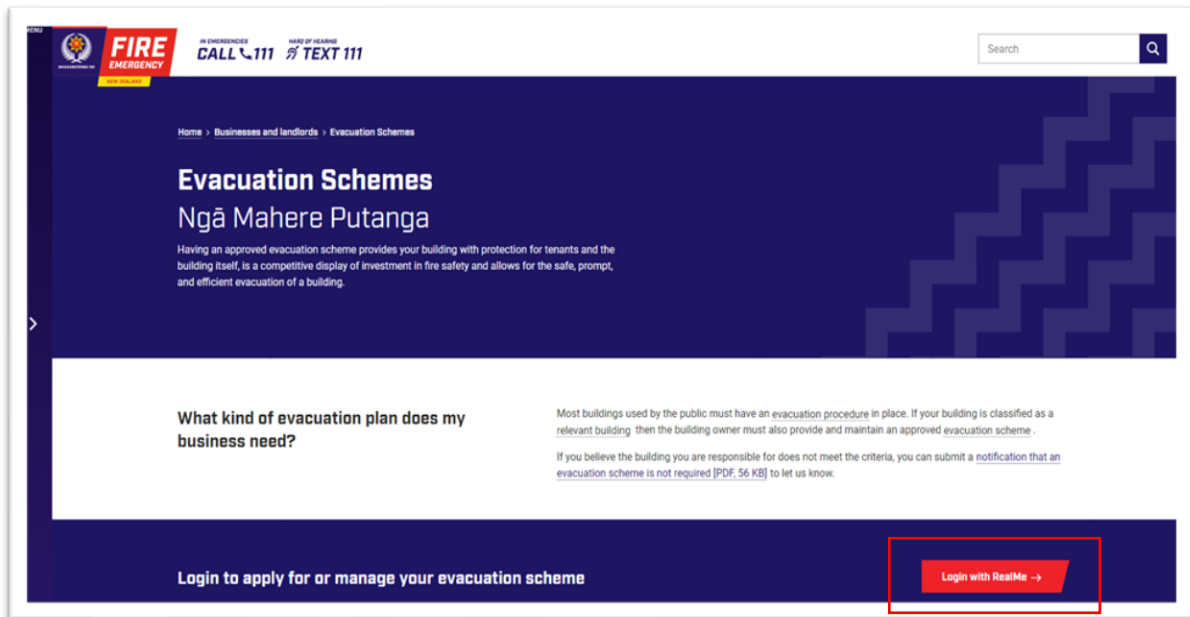 MENU
FIRE
EMERGENCY
NEW ZEALAND
IN EMERGENCIES
CALL 111
HARD OF HEARING
TEXT 111
Search
Home > Businesses and landlords > Evacuation Schemes
Evacuation Schemes
Ngā Mahere Putanga
Having an approved evacuation scheme provides your building with protection for tenants and the
building itself, is a competitive display of investment in fire safety and allows for the safe, prompt,
and efficient evacuation of a building.
What kind of evacuation plan does my
business need?
Most buildings used by the public must have an evacuation procedure in place. If your building is classified as a
relevant building then the building owner must also provide and maintain an approved evacuation scheme .
If you believe the building you are responsible for does not meet the criteria, you can submit a notification that an
evacuation scheme is not required [PDF, 56 KB] to let us know.
Login to apply for or manage your evacuation scheme
Login with RealMe →